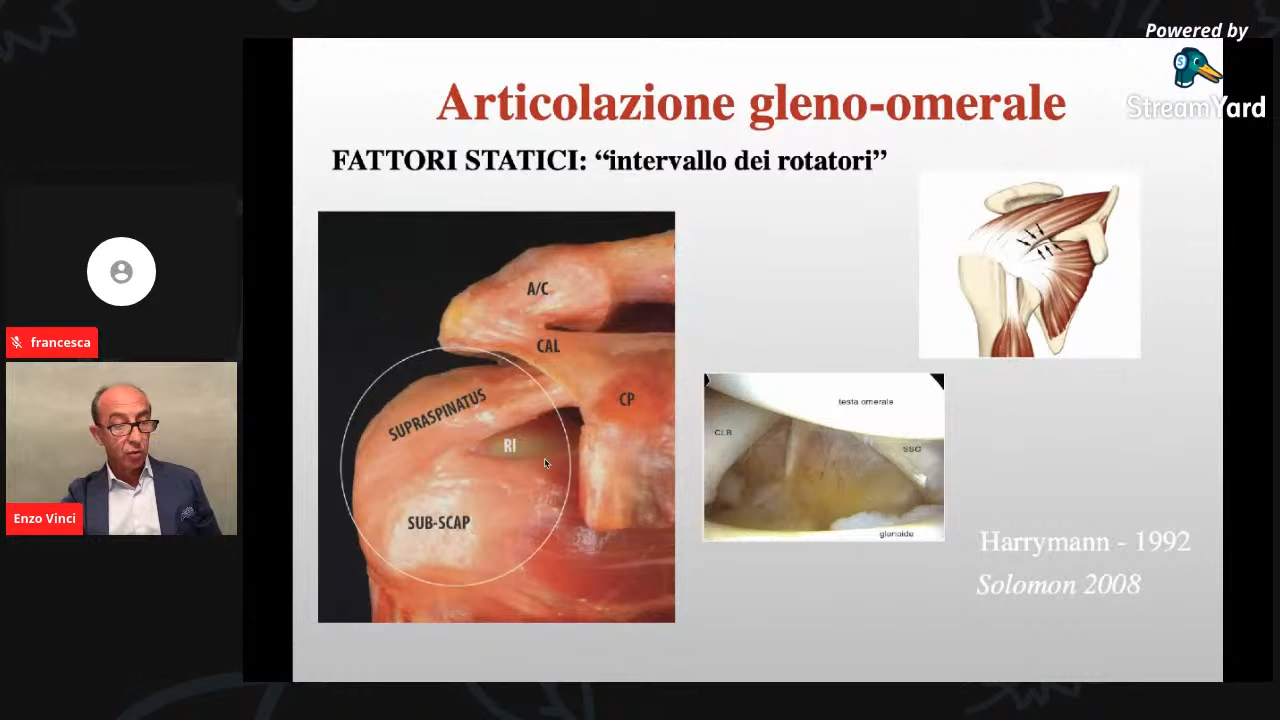 Powered by
StreamYard
Articolazione gleno-omerale
FATTORI STATICI: “intervallo dei rotatori”
A/C
CAL
CP
SUPRASPINATUS
RI
SUB-SCAP
testa omerale
CLB
SSC
glenoide
Harrymann - 1992
Solomon 2008
francesca
Enzo Vinci